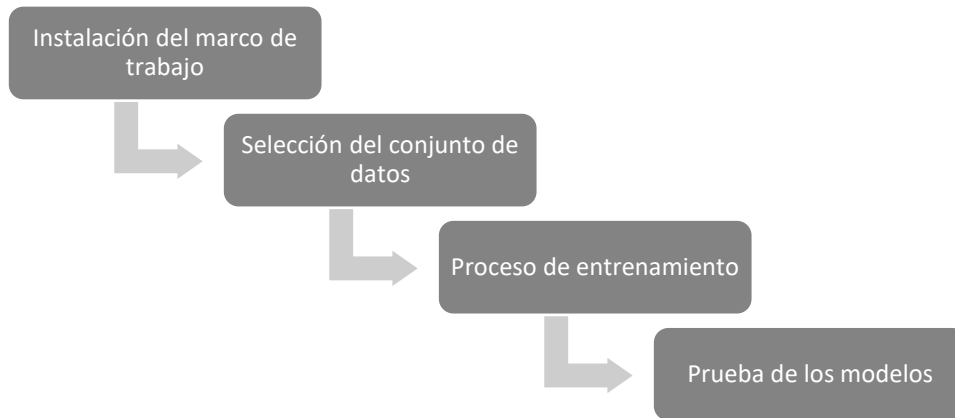 Instalación del marco de
trabajo
Selección del conjunto de
datos
Proceso de entrenamiento
Prueba de los modelos